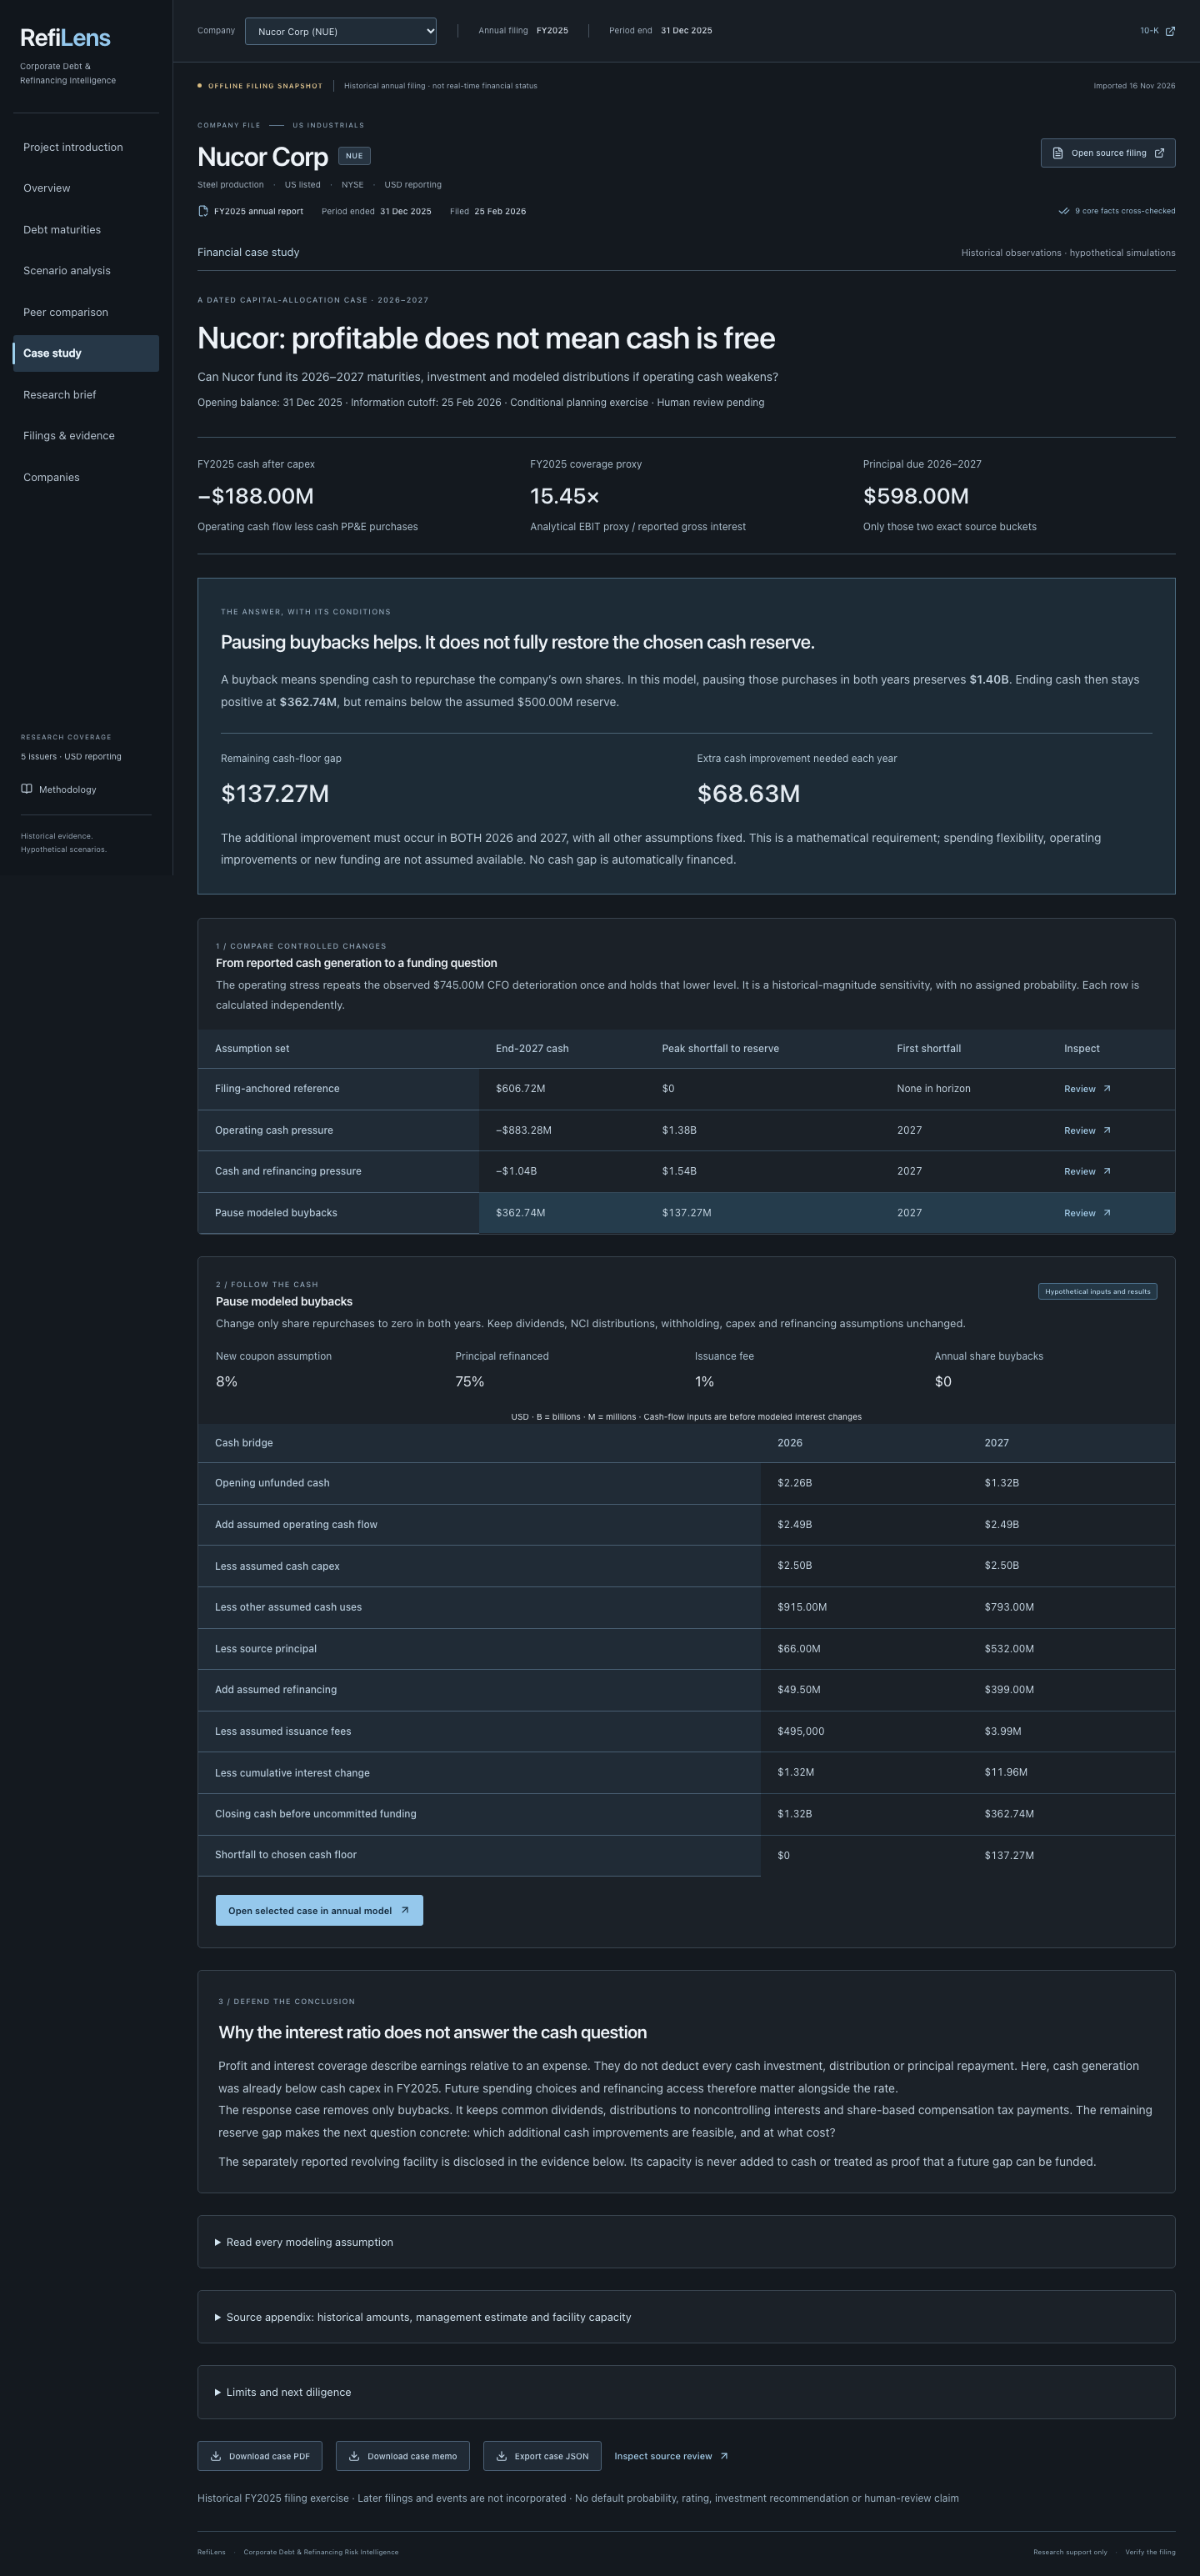 RefiLens
Corporate Debt &
Refinancing Intelligence
Project introduction
Overview
Debt maturities
Scenario analysis
Peer comparison
Case study
Research brief
Filings & evidence
Companies
RESEARCH COVERAGE
5 issuers · USD reporting
Methodology
Historical evidence.
Hypothetical scenarios.
Company Nucor Corp (NUE) Annual filing FY2025 Period end 31 Dec 2025 10-K
OFFLINE FILING SNAPSHOT Historical annual filing · not real-time financial status Imported 16 Nov 2026
COMPANY FILE — US INDUSTRIALS
Nucor Corp NUE
Open source filing
Steel production · US listed · NYSE · USD reporting
FY2025 annual report Period ended 31 Dec 2025 Filed 25 Feb 2026 9 core facts cross-checked
Financial case study Historical observations · hypothetical simulations
A DATED CAPITAL-ALLOCATION CASE · 2026–2027
Nucor: profitable does not mean cash is free
Can Nucor fund its 2026–2027 maturities, investment and modeled distributions if operating cash weakens?
Opening balance: 31 Dec 2025 · Information cutoff: 25 Feb 2026 · Conditional planning exercise · Human review pending
FY2025 cash after capex FY2025 coverage proxy Principal due 2026–2027
−$188.00M 15.45× $598.00M
Operating cash flow less cash PP&E purchases Analytical EBIT proxy / reported gross interest Only those two exact source buckets
THE ANSWER, WITH ITS CONDITIONS
Pausing buybacks helps. It does not fully restore the chosen cash reserve.
A buyback means spending cash to repurchase the company's own shares. In this model, pausing those purchases in both years preserves $1.40B. Ending cash then stays
positive at $362.74M, but remains below the assumed $500.00M reserve.
Remaining cash-floor gap Extra cash improvement needed each year
$137.27M $68.63M
The additional improvement must occur in BOTH 2026 and 2027, with all other assumptions fixed. This is a mathematical requirement; spending flexibility, operating
improvements or new funding are not assumed available. No cash gap is automatically financed.
1 / COMPARE CONTROLLED CHANGES
From reported cash generation to a funding question
The operating stress repeats the observed $745.00M CFO deterioration once and holds that lower level. It is a historical-magnitude sensitivity, with no assigned probability. Each row is
calculated independently.
Assumption set End-2027 cash Peak shortfall to reserve First shortfall Inspect
Filing-anchored reference $606.72M $0 None in horizon Review
Operating cash pressure −$883.28M $1.38B 2027 Review
Cash and refinancing pressure −$1.04B $1.54B 2027 Review
Pause modeled buybacks $362.74M $137.27M 2027 Review
2 / FOLLOW THE CASH
Pause modeled buybacks Hypothetical inputs and results
Change only share repurchases to zero in both years. Keep dividends, NCI distributions, withholding, capex and refinancing assumptions unchanged.
New coupon assumption Principal refinanced Issuance fee Annual share buybacks
8% 75% 1% $0
USD · B = billions · M = millions · Cash-flow inputs are before modeled interest changes
Cash bridge 2026 2027
Opening unfunded cash $2.26B $1.32B
Add assumed operating cash flow $2.49B $2.49B
Less assumed cash capex $2.50B $2.50B
Less other assumed cash uses $915.00M $793.00M
Less source principal $66.00M $532.00M
Add assumed refinancing $49.50M $399.00M
Less assumed issuance fees $495,000 $3.99M
Less cumulative interest change $1.32M $11.96M
Closing cash before uncommitted funding $1.32B $362.74M
Shortfall to chosen cash floor $0 $137.27M
Open selected case in annual model
3 / DEFEND THE CONCLUSION
Why the interest ratio does not answer the cash question
Profit and interest coverage describe earnings relative to an expense. They do not deduct every cash investment, distribution or principal repayment. Here, cash generation
was already below cash capex in FY2025. Future spending choices and refinancing access therefore matter alongside the rate.
The response case removes only buybacks. It keeps common dividends, distributions to noncontrolling interests and share-based compensation tax payments. The remaining
reserve gap makes the next question concrete: which additional cash improvements are feasible, and at what cost?
The separately reported revolving facility is disclosed in the evidence below. Its capacity is never added to cash or treated as proof that a future gap can be funded.
Read every modeling assumption
Source appendix: historical amounts, management estimate and facility capacity
Limits and next diligence
Download case PDF Download case memo Export case JSON Inspect source review
Historical FY2025 filing exercise · Later filings and events are not incorporated · No default probability, rating, investment recommendation or human-review claim
RefiLens · Corporate Debt & Refinancing Risk Intelligence Research support only · Verify the filing